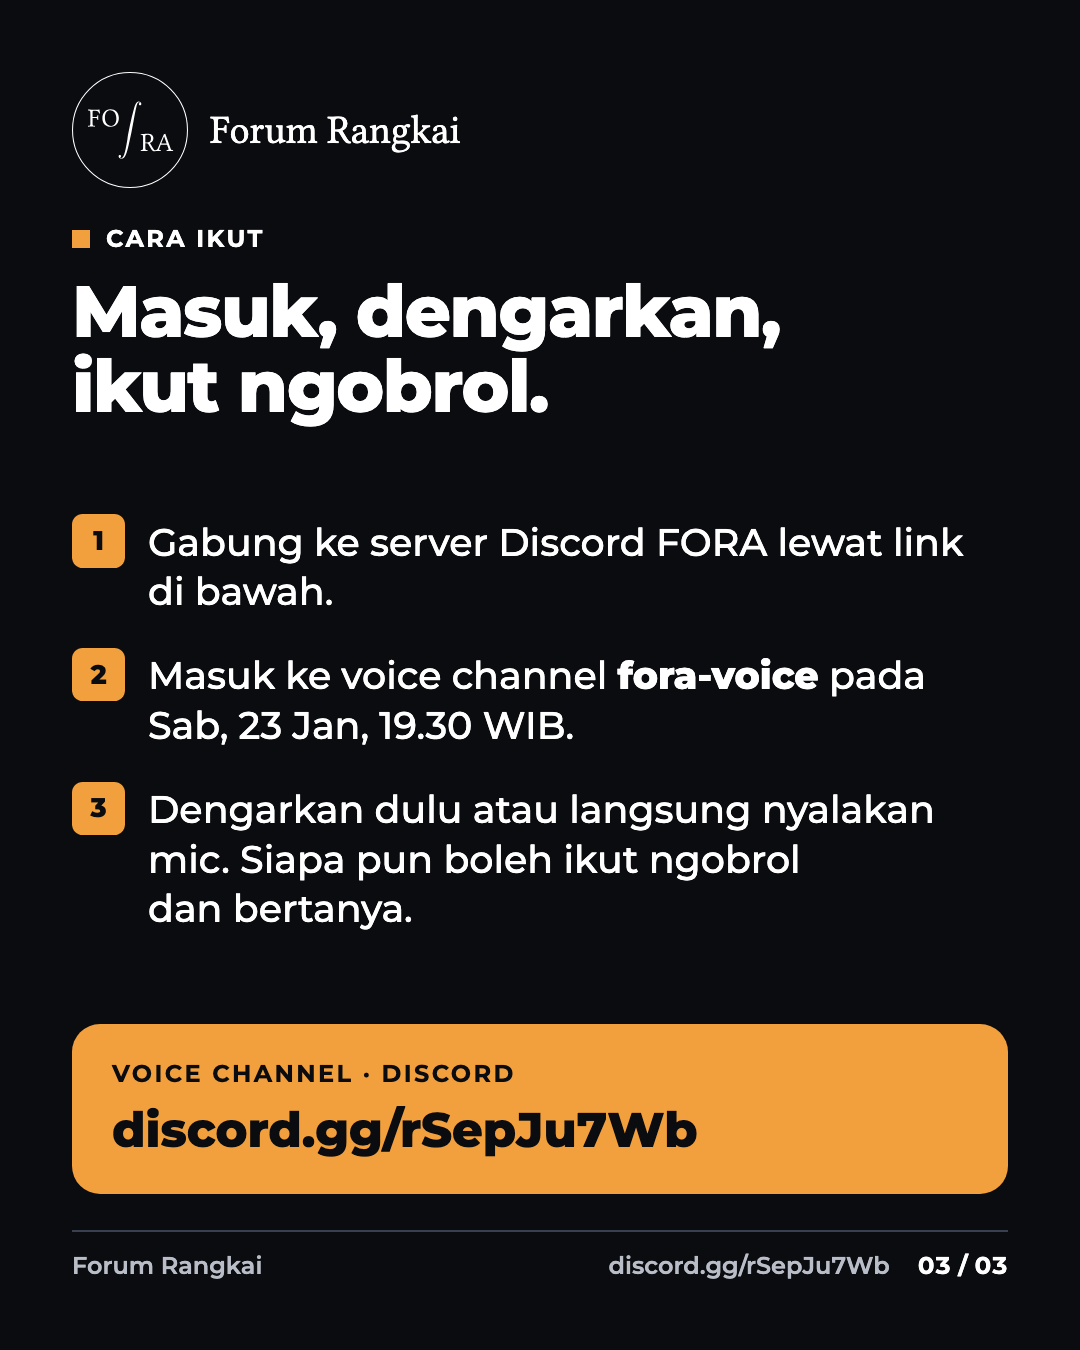 FO
RA
Forum Rangkai
CARA IKUT
Masuk, dengarkan,
ikut ngobrol.
1
Gabung ke server Discord FORA lewat link
di bawah.
2
Masuk ke voice channel fora-voice pada
Sab, 23 Jan, 19.30 WIB.
3
Dengarkan dulu atau langsung nyalakan
mic. Siapa pun boleh ikut ngobrol
dan bertanya.
VOICE CHANNEL · DISCORD
discord.gg/rSepJu7Wb
Forum Rangkai
discord.gg/rSepJu7Wb 03 / 03